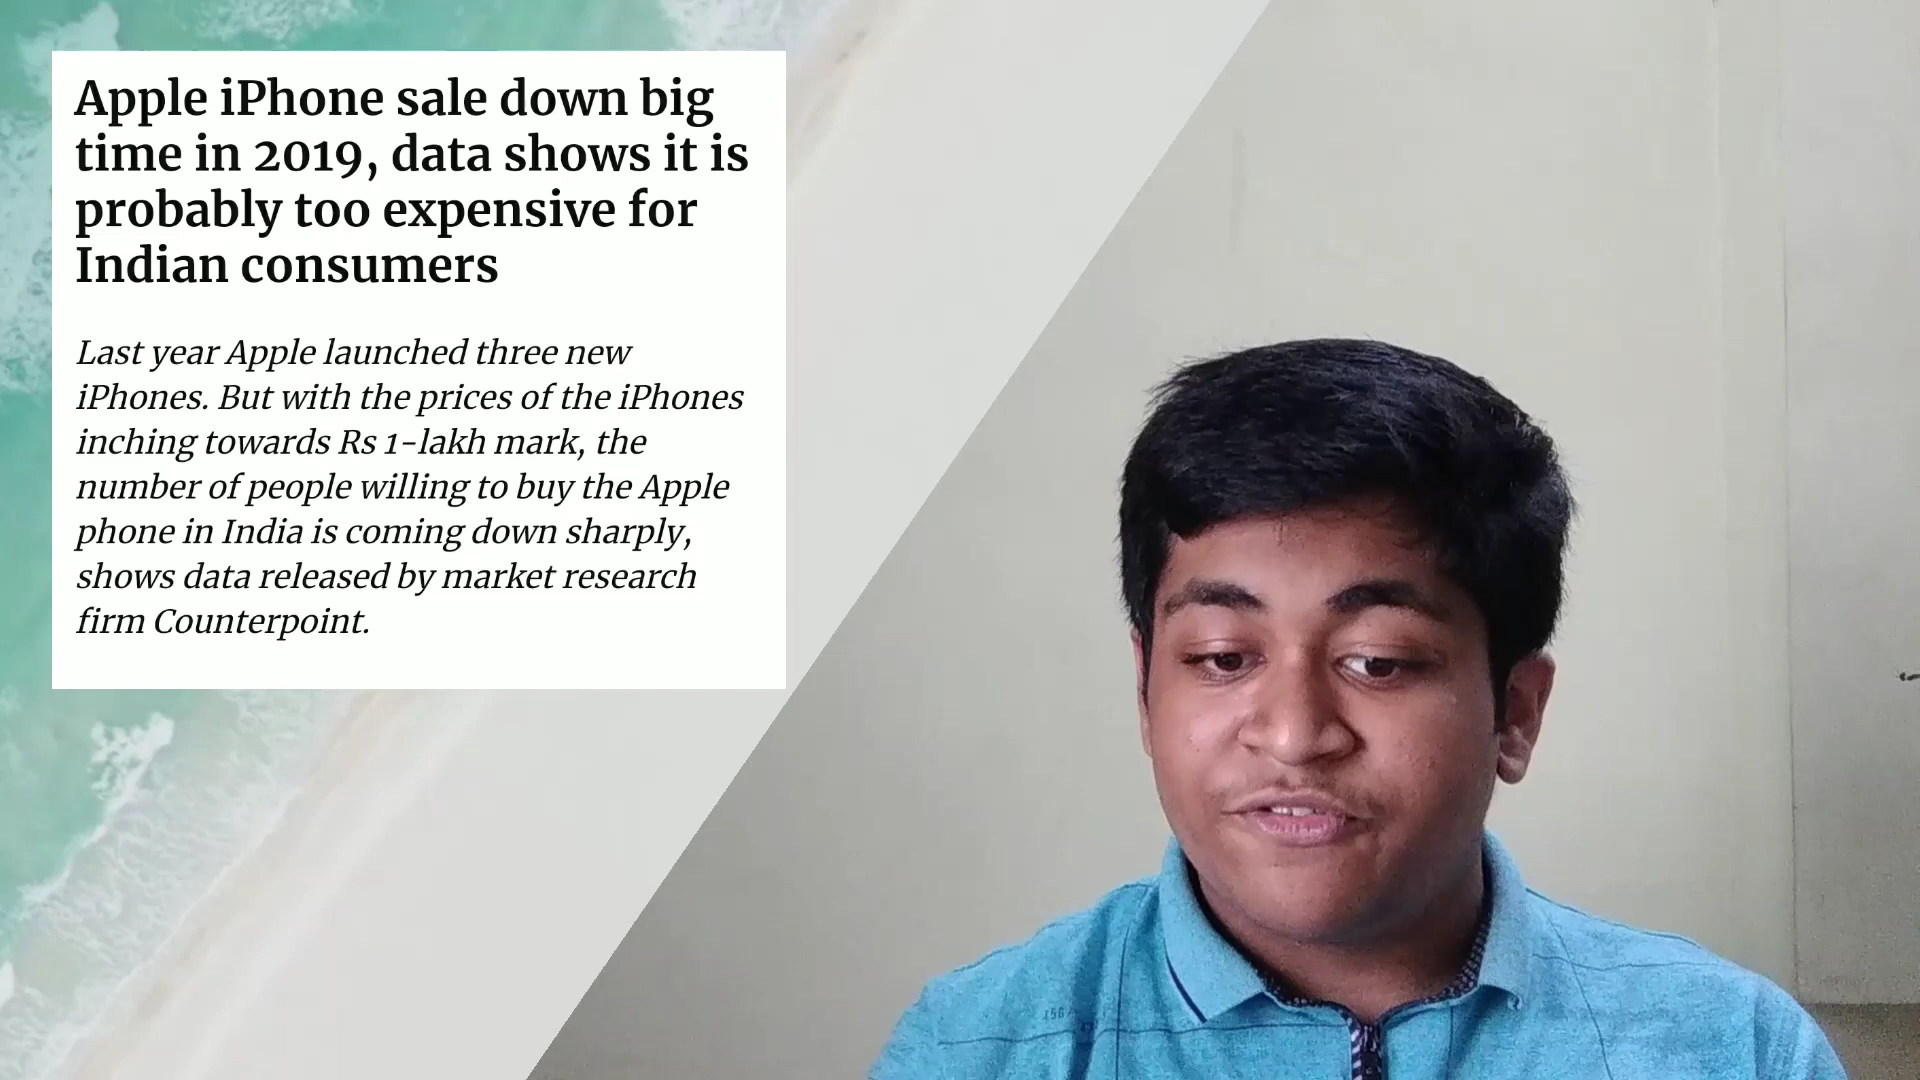 Apple iPhone sale down big
time in 2019, data shows it is
probably too expensive for
Indian consumers
Last year Apple launched three new
iPhones. But with the prices of the iPhones
inching towards Rs 1-lakh mark, the
number of people willing to buy the Apple
phone in India is coming down sharply,
shows data released by market research
firm Counterpoint.